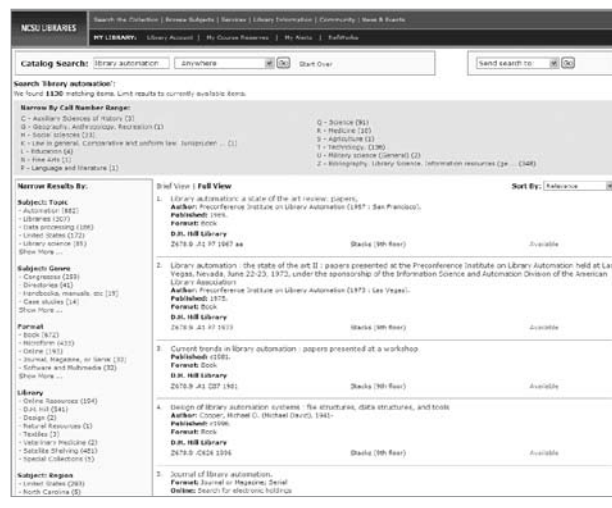 NCSU LIBRARIES
Search the Collection | Browse Subjects | Services | Library Information | Community | News & Events
MY LIBRARY: Library Account | My Course Reserves | My Alerts | RefWorks
Catalog Search: library automation Anywhere Go Start Over
Send search to: Go
Search 'library automation':
We found 1130 matching items. Limit results to currently available items.
Narrow By Call Number Range:
C - Auxiliary Sciences of History (3)
G - Geography, Anthropology, Recreation (1)
H - Social sciences (33)
K - Law in general, Comparative and uniform law, Jurisprudence ... (1)
L - Education (6)
N - Fine Arts (1)
P - Language and literature (1)
Q - Science (91)
R - Medicine (10)
S - Agriculture (2)
T - Technology (136)
U - Military science (General) (2)
Z - Bibliography, Library Science, Information resources (ge ... (348)
Narrow Results By:
Subject: Topic
- Automation (882)
- Libraries (307)
- Data processing (186)
- United States (172)
- Library science (85)
Show More ...
Subject: Genre
- Congresses (253)
- Directories (41)
- Handbooks, manuals, etc (19)
- Case studies (14)
Show More ...
Format
- Book (672)
- Microform (433)
- Online (193)
- Journal, Magazine, or Serial (33)
- Software and Multimedia (32)
Show More ...
Library
- Online Resources (194)
- D.H. Hill (541)
- Design (2)
- Natural Resources (1)
- Textiles (3)
- Veterinary Medicine (2)
- Satellite Shelving (481)
- Special Collections (5)
Subject: Region
- United States (263)
- North Carolina (5)
Brief View | Full View
Sort By: Relevance
1. Library automation: a state of the art review, papers,
Author: Preconference Institute on Library Automation (1967 : San Francisco).
Published: 1969.
Format: Book
D.H. Hill Library
Z678.9 .A1 P7 1967 aa Stacks (9th floor) Available
2. Library automation : the state of the art II : papers presented at the Preconference Institute on Library Automation held at Las
Vegas, Nevada, June 22-23, 1973, under the sponsorship of the Information Science and Automation Division of the American
Library Association
Author: Preconference Institute on Library Automation (1973 : Las Vegas).
Published: 1975.
Format: Book
D.H. Hill Library
Z678.9 .A1 P7 1973 Stacks (9th floor) Available
3. Current trends in library automation : papers presented at a workshop
Published: c1981.
Format: Book
D.H. Hill Library
Z678.9 .A1 C87 1981 Stacks (9th floor) Available
4. Design of library automation systems : file structures, data structures, and tools
Author: Cooper, Michael D. (Michael David), 1941-
Published: c1996.
Format: Book
D.H. Hill Library
Z678.9 .C636 1996 Stacks (9th floor) Available
5. Journal of library automation.
Format: Journal or Magazine; Serial
Online: Search for electronic holdings